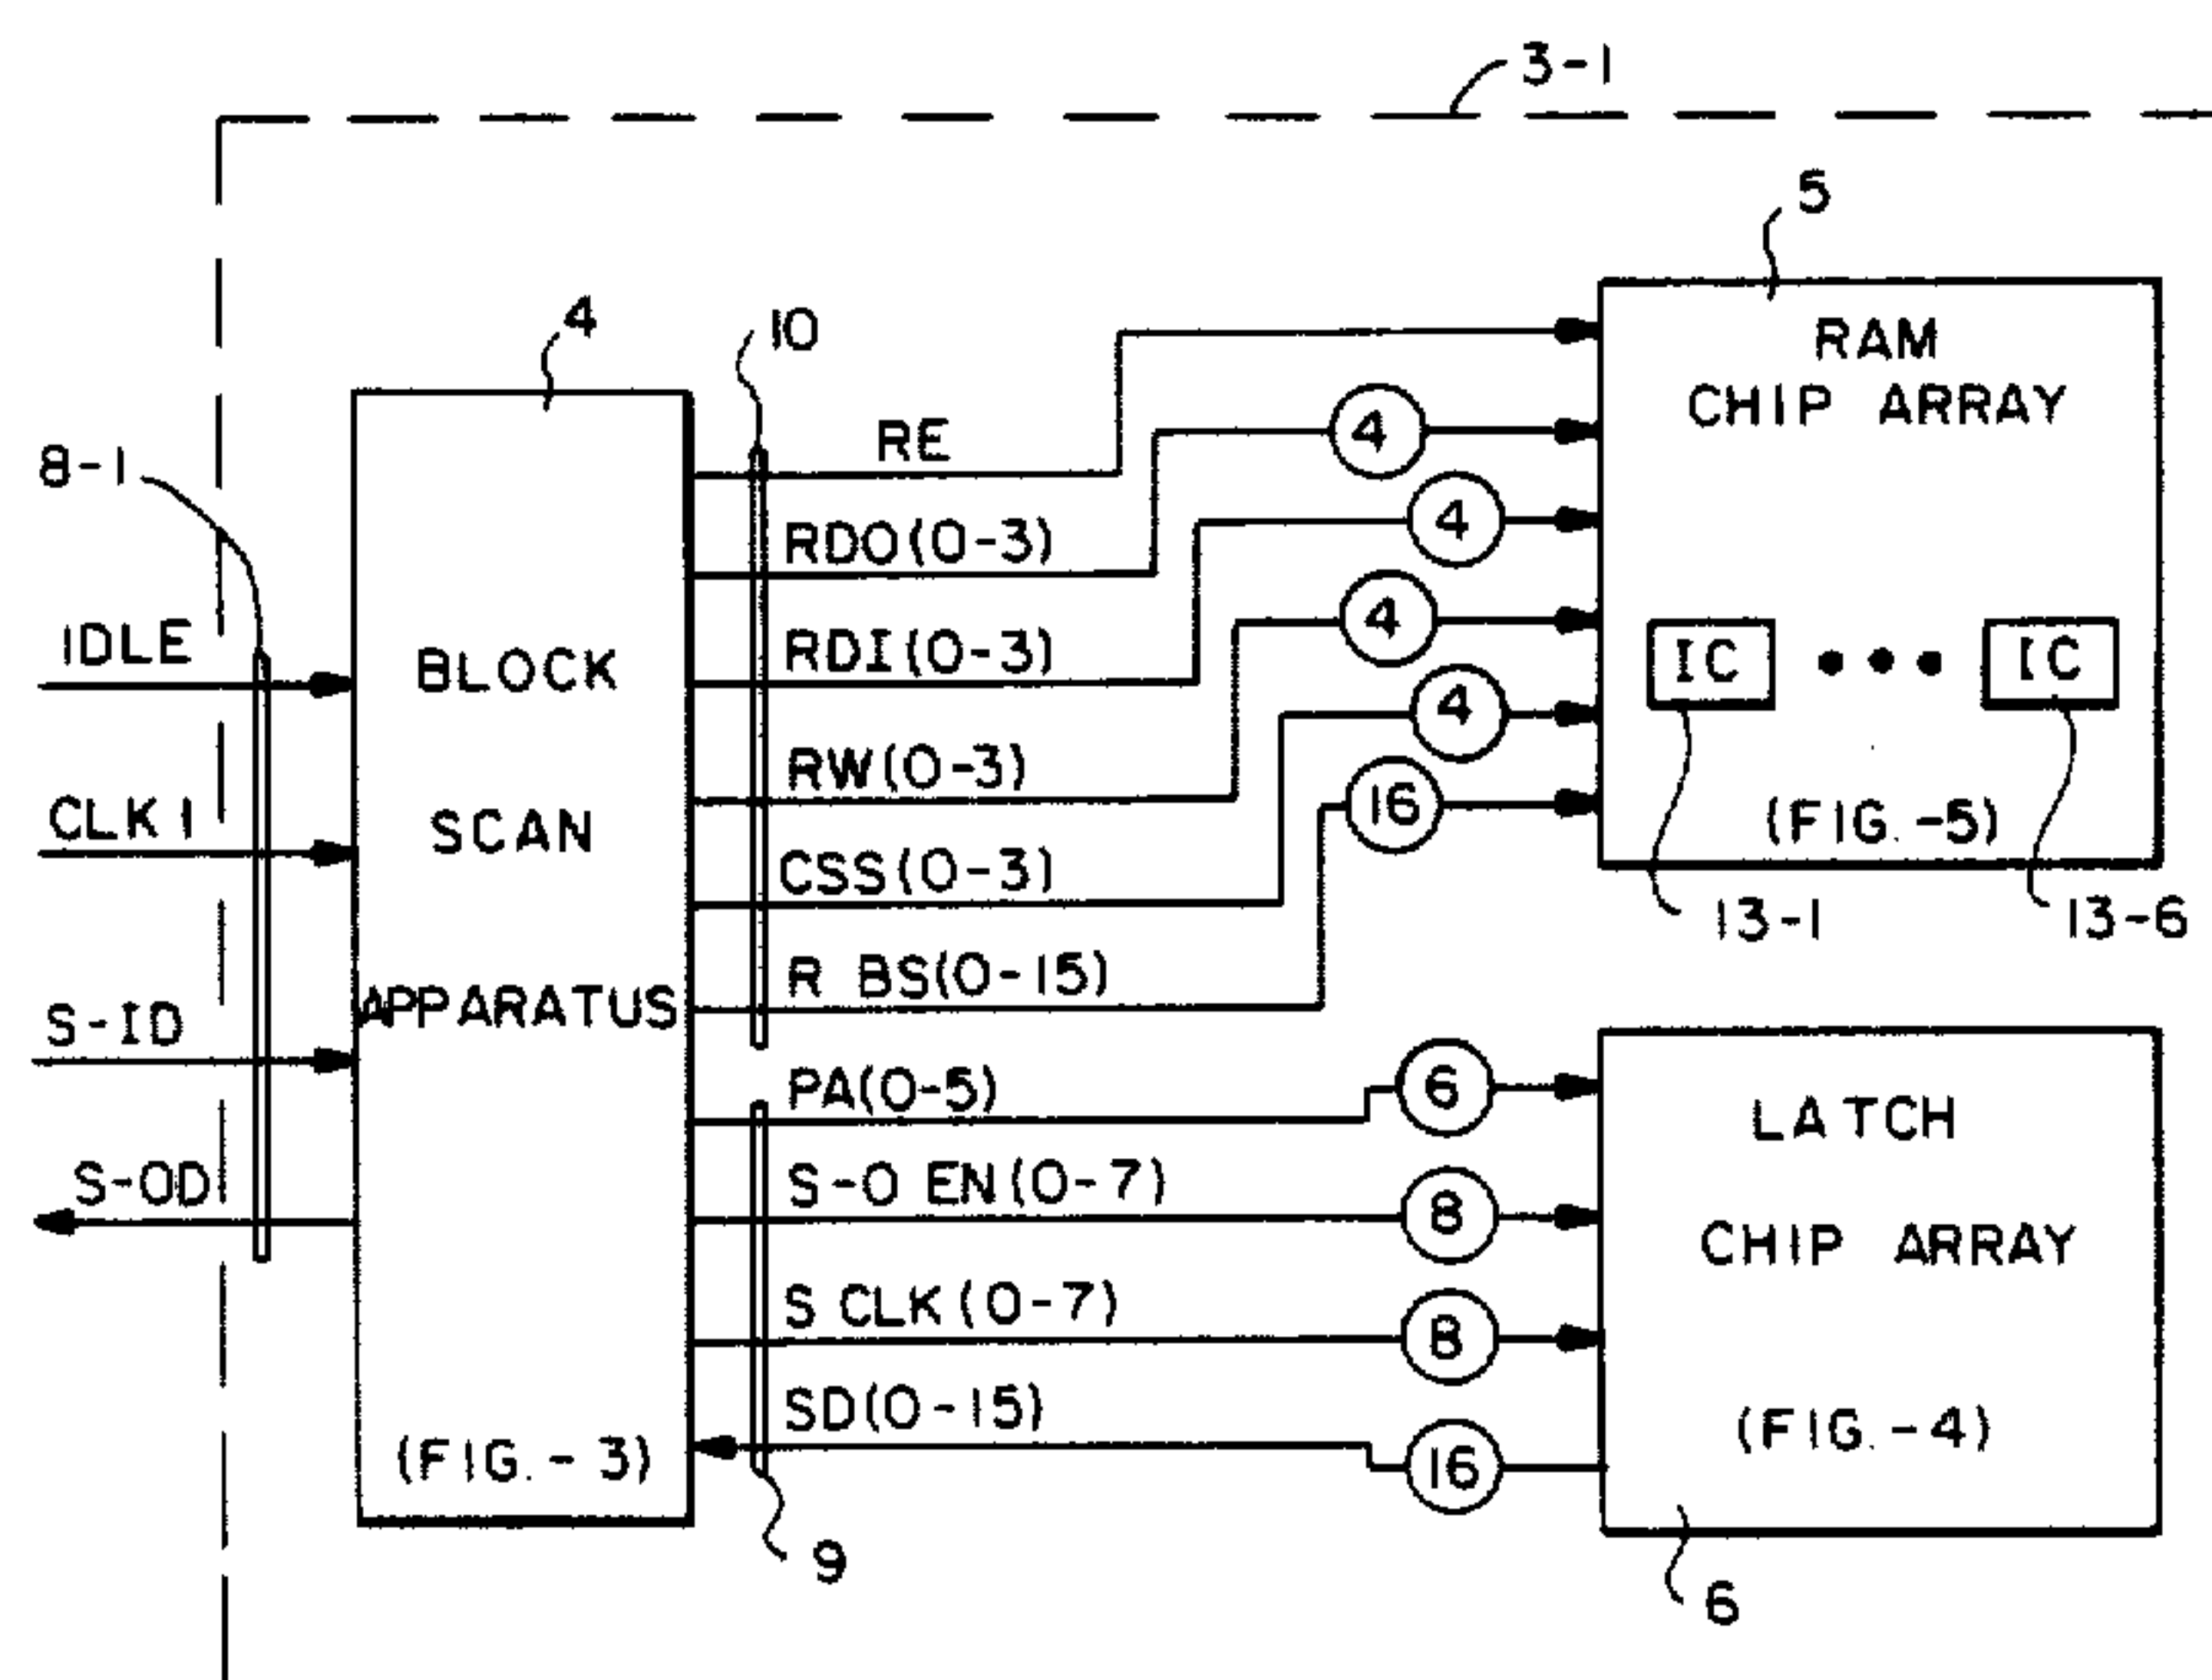 3-1
5
4
10
RAM
CHIP ARRAY
RE
4
8-1
RDO(0-3)
4
IDLE
BLOCK
RDI(0-3)
4
IC
IC
RW(0-3)
4
CLK 1
SCAN
CSS(0-3)
16
(FIG.-5)
13-1
13-6
S-ID
APPARATUS
R BS(0-15)
PA(0-5)
6
LATCH
S-OD
S-O EN(0-7)
8
CHIP ARRAY
S CLK(0-7)
8
SD(0-15)
(FIG.-3)
16
(FIG.-4)
9
6